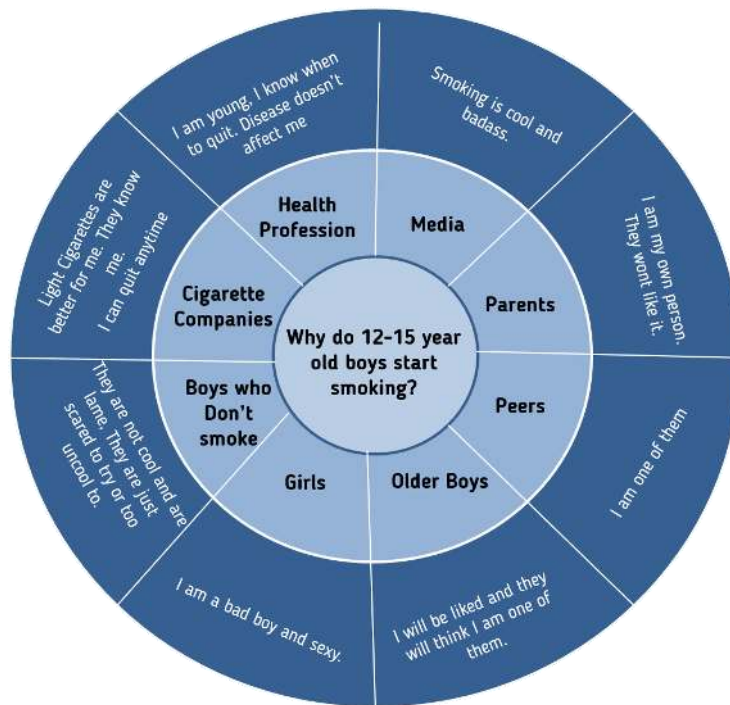 Why do 12-15 year
old boys start
smoking?
Media
Smoking is cool and
badass.
Parents
I am my own person.
They wont like it.
Peers
I am one of them
Older Boys
I will be liked and they
will think I am one of
them.
Girls
I am a bad boy and sexy.
Boys who
Don't
smoke
They are not cool and are
lame. They are just
scared to try or too
uncool to.
Cigarette
Companies
Light Cigarettes are
better for me. They know
me.
I can quit anytime
Health
Profession
I am young, I know when
to quit. Disease doesn't
affect me